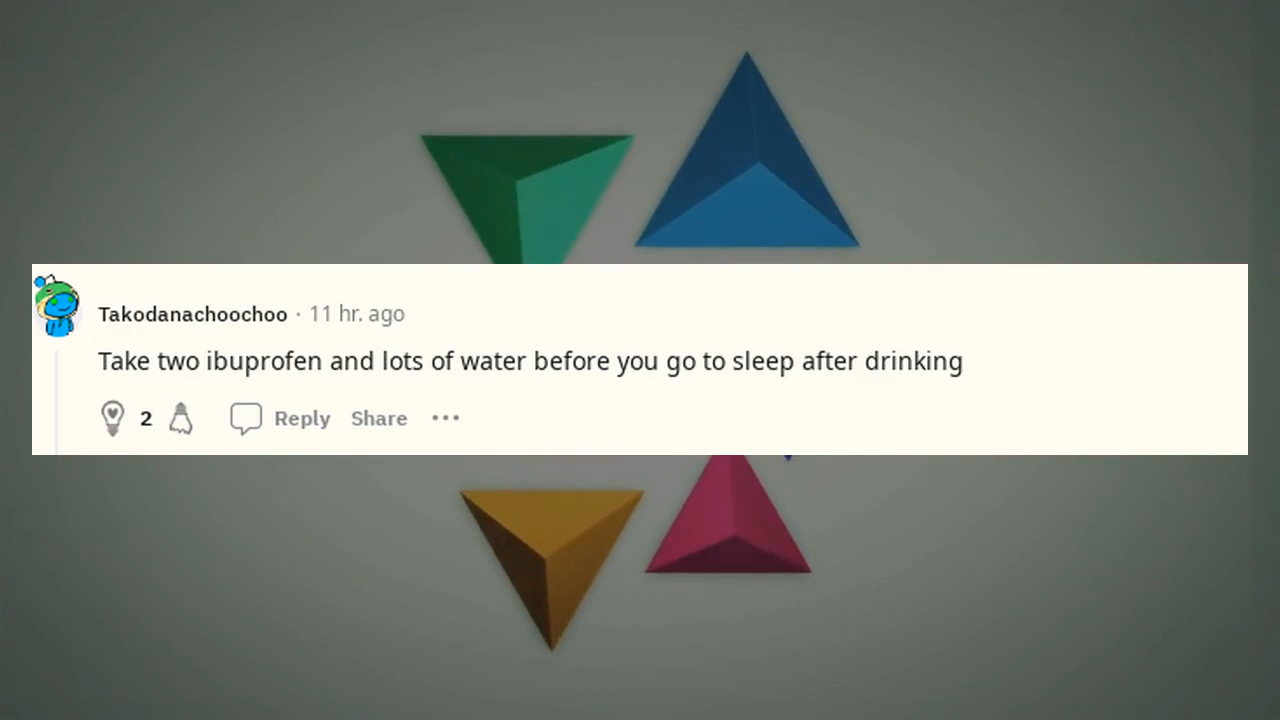 Takodanachoochoo · 11 hr. ago
Take two ibuprofen and lots of water before you go to sleep after drinking
2 Reply Share ···